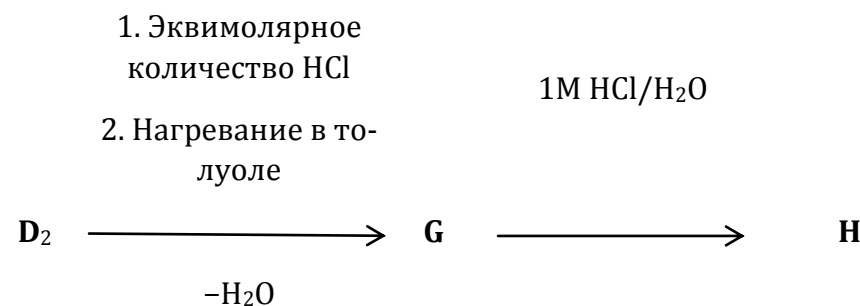 1. Эквимолярное
количество HCl
2. Нагревание в то-
луоле
1M HCl/H₂O
D₂
G
H
–H₂O